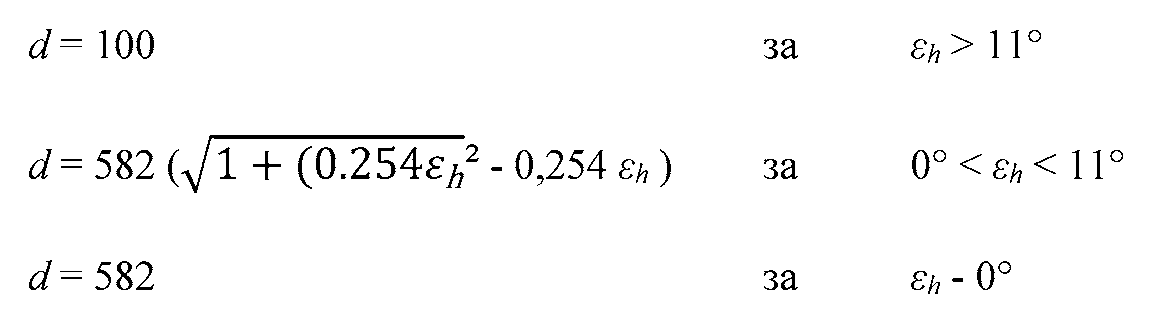 d = 100 за εₕ > 11°
d = 582 (√1 + (0.254εₕ² - 0,254 εₕ ) за 0° < εₕ < 11°
d = 582 за εₕ - 0°